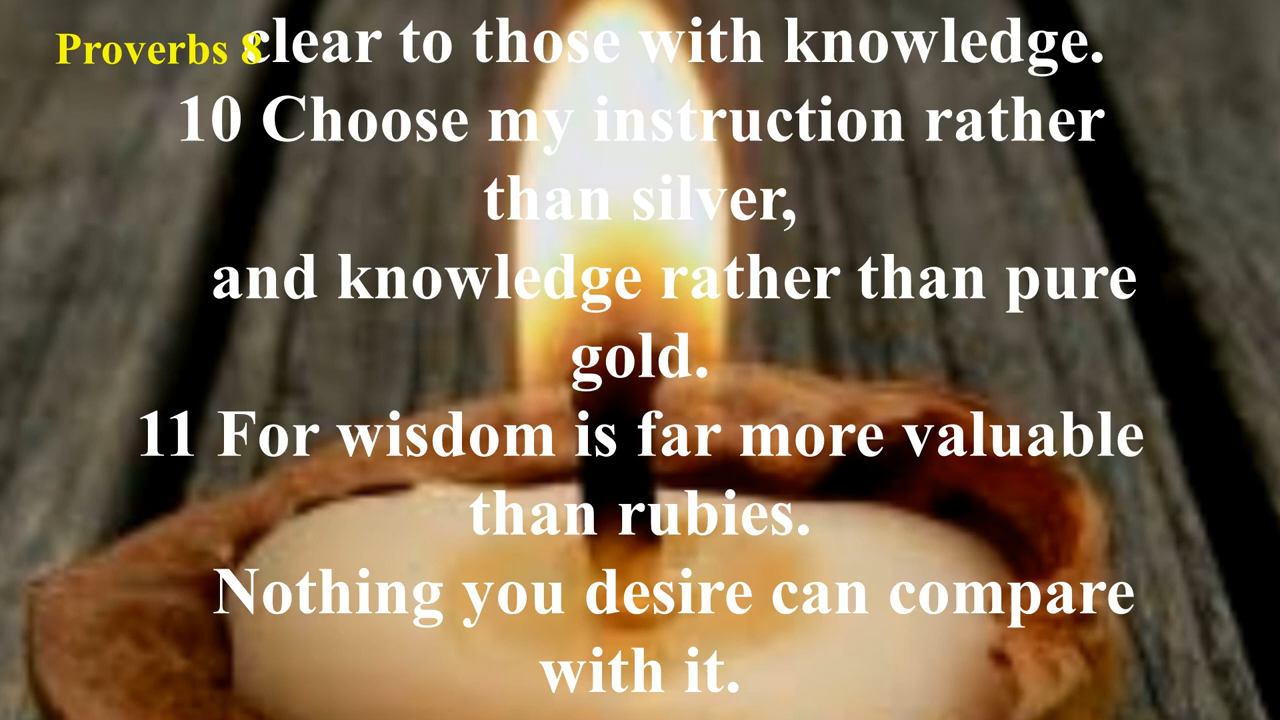 Proverbs 8
clear to those with knowledge.
10 Choose my instruction rather
than silver,
and knowledge rather than pure
gold.
11 For wisdom is far more valuable
than rubies.
Nothing you desire can compare
with it.